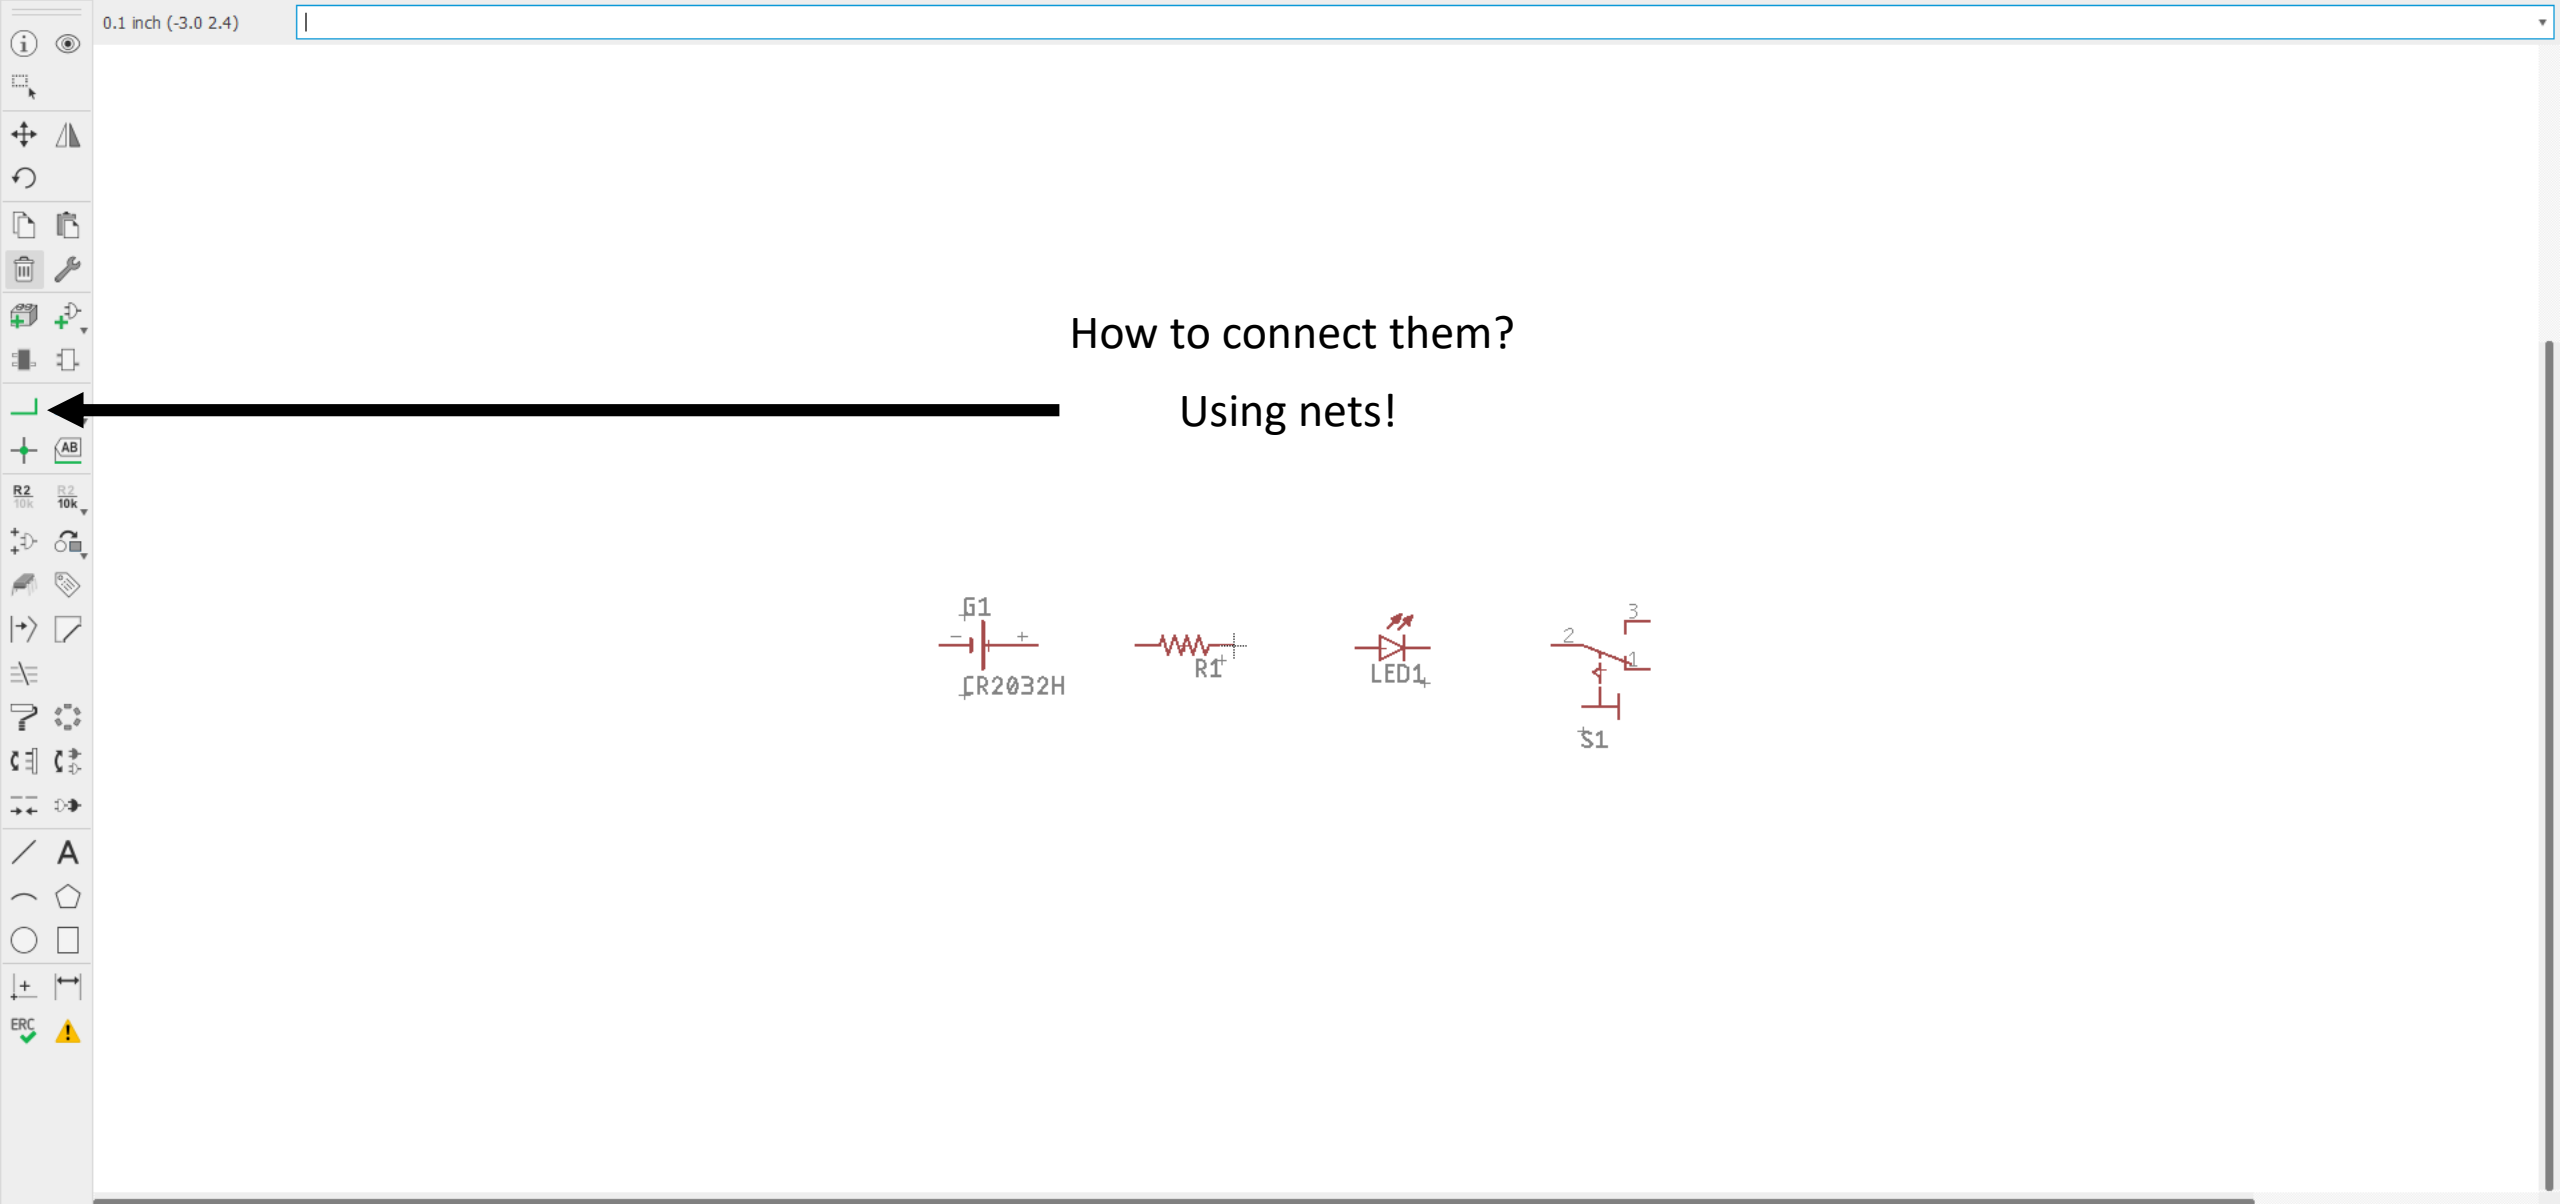 0.1 inch (-3.0 2.4)
How to connect them?
Using nets!
AB
R2
10k
R2
10k
G1
- +
CR2032H
R1
LED1
3
2
1
S1
A
ERC